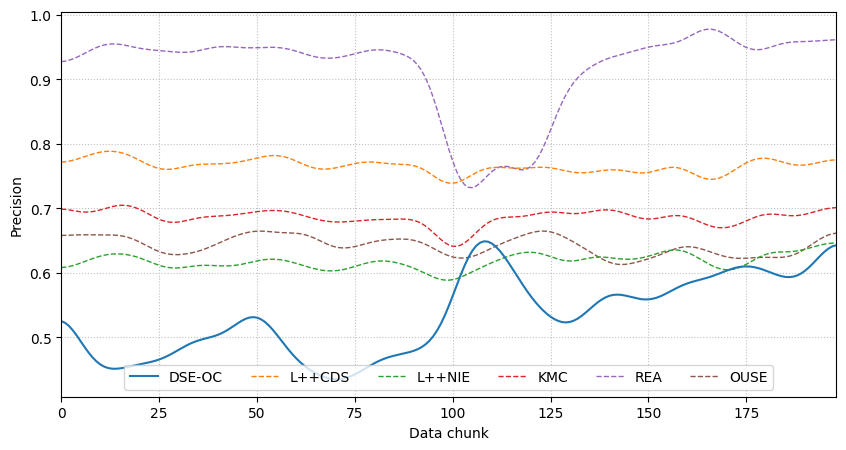 1.0
0.9
0.8
0.7
0.6
0.5
Precision
DSE-OC L++CDS L++NIE KMC REA OUSE
0 25 50 75 100 125 150 175
Data chunk